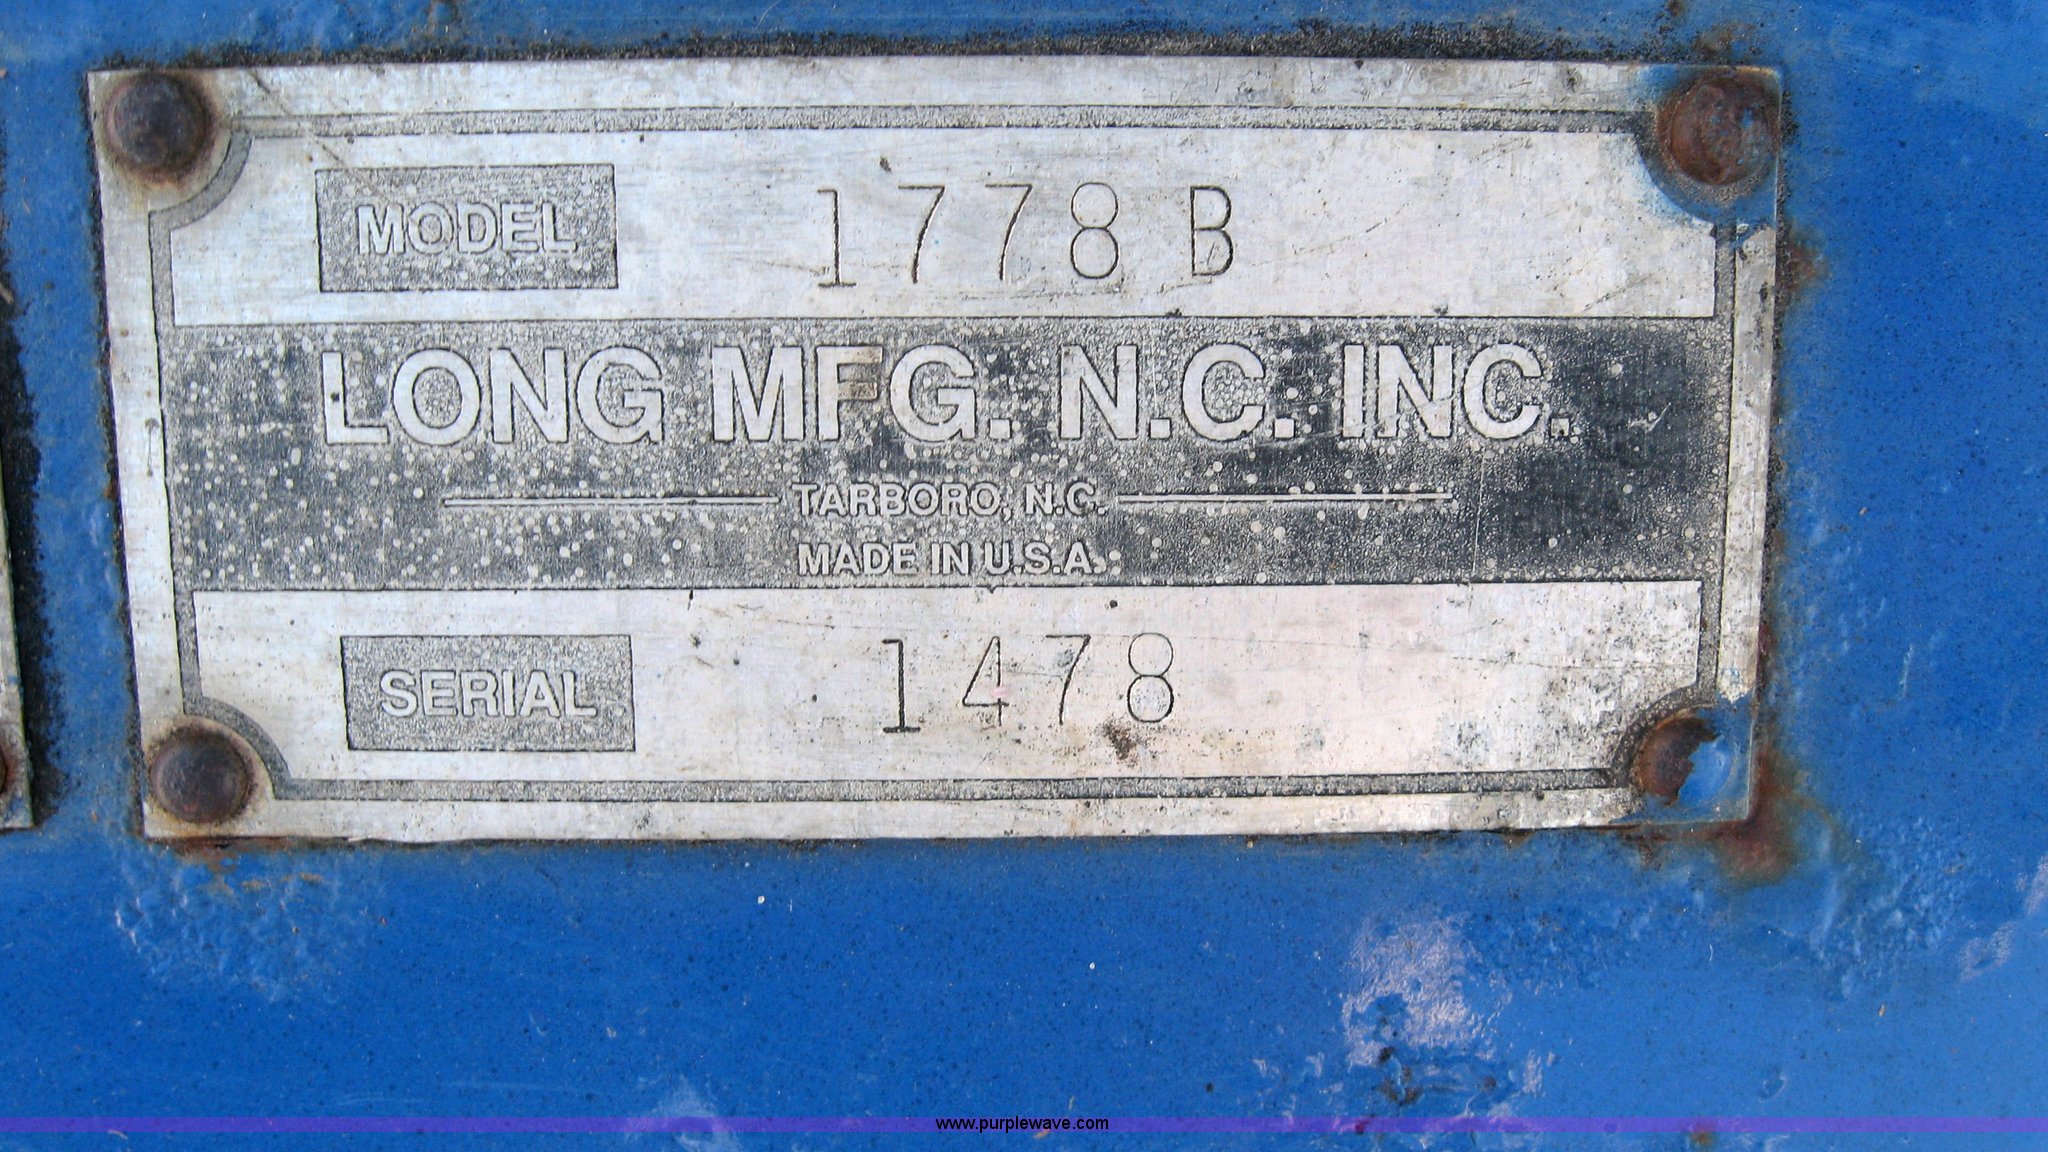 MODEL 1778 B
LONG MFG. N.C. INC.
TARBORO, N.C.
MADE IN U.S.A.
SERIAL 1478
www.purplewave.com